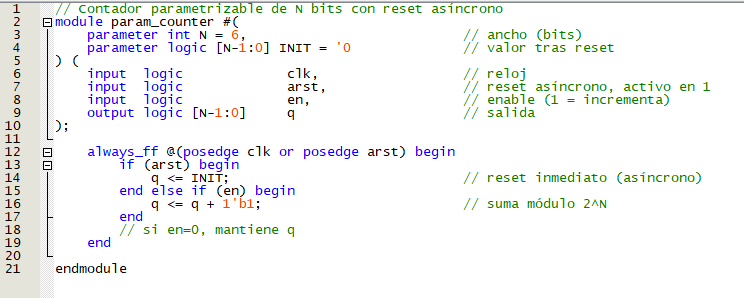 1 // Contador parametrizable de N bits con reset asíncrono
2 module param_counter #(
3     parameter int N = 6,                           // ancho (bits)
4     parameter logic [N-1:0] INIT = '0              // valor tras reset
5 ) (
6     input  logic             clk,                  // reloj
7     input  logic             arst,                 // reset asíncrono, activo en 1
8     input  logic             en,                   // enable (1 = incrementa)
9     output logic [N-1:0]     q                     // salida
10 );
11
12     always_ff @(posedge clk or posedge arst) begin
13         if (arst) begin
14             q <= INIT;                             // reset inmediato (asíncrono)
15         end else if (en) begin
16             q <= q + 1'b1;                         // suma módulo 2^N
17         end
18         // si en=0, mantiene q
19     end
20
21 endmodule